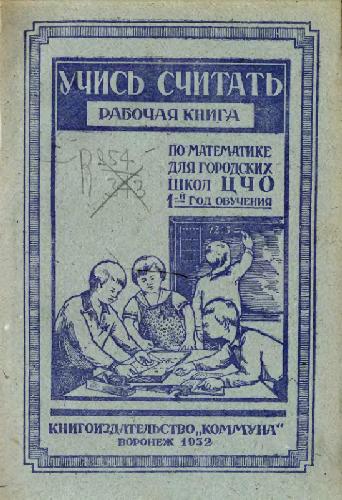 УЧИСЬ СЧИТАТЬ
РАБОЧАЯ КНИГА
ПО МАТЕМАТИКЕ
ДЛЯ ГОРОДСКИХ
ШКОЛ ЦЧО
1-й ГОД ОБУЧЕНИЯ
КНИГОИЗДАТЕЛЬСТВО „КОММУНА“
ВОРОНЕЖ 1932